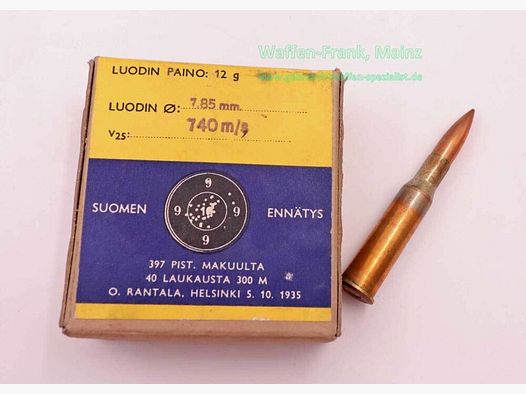 Waffen-Frank, Mainz
LUODIN PAINO: 12 g
LUODIN Ø: 7,85 mm.
V25: 740 m/s
SUOMEN ENNÄTYS
9
9 9
9
397 PIST. MAKUULTA
40 LAUKAUSTA 300 M
O. RANTALA, HELSINKI 5. 10. 1935